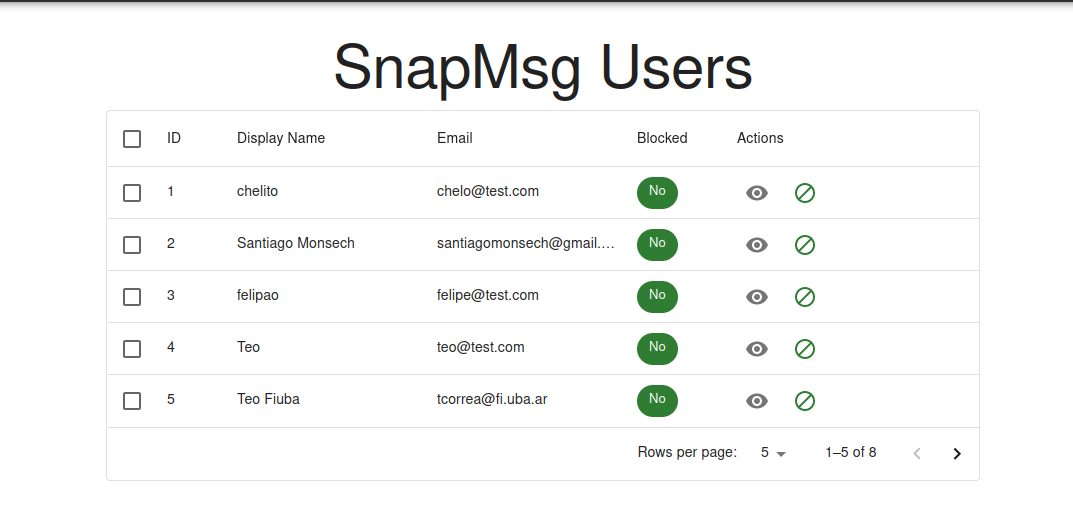 SnapMsg Users
ID Display Name Email Blocked Actions
1 chelito chelo@test.com No
2 Santiago Monsech santiagomonsech@gmail.... No
3 felipao felipe@test.com No
4 Teo teo@test.com No
5 Teo Fiuba tcorrea@fi.uba.ar No
Rows per page: 5 1–5 of 8